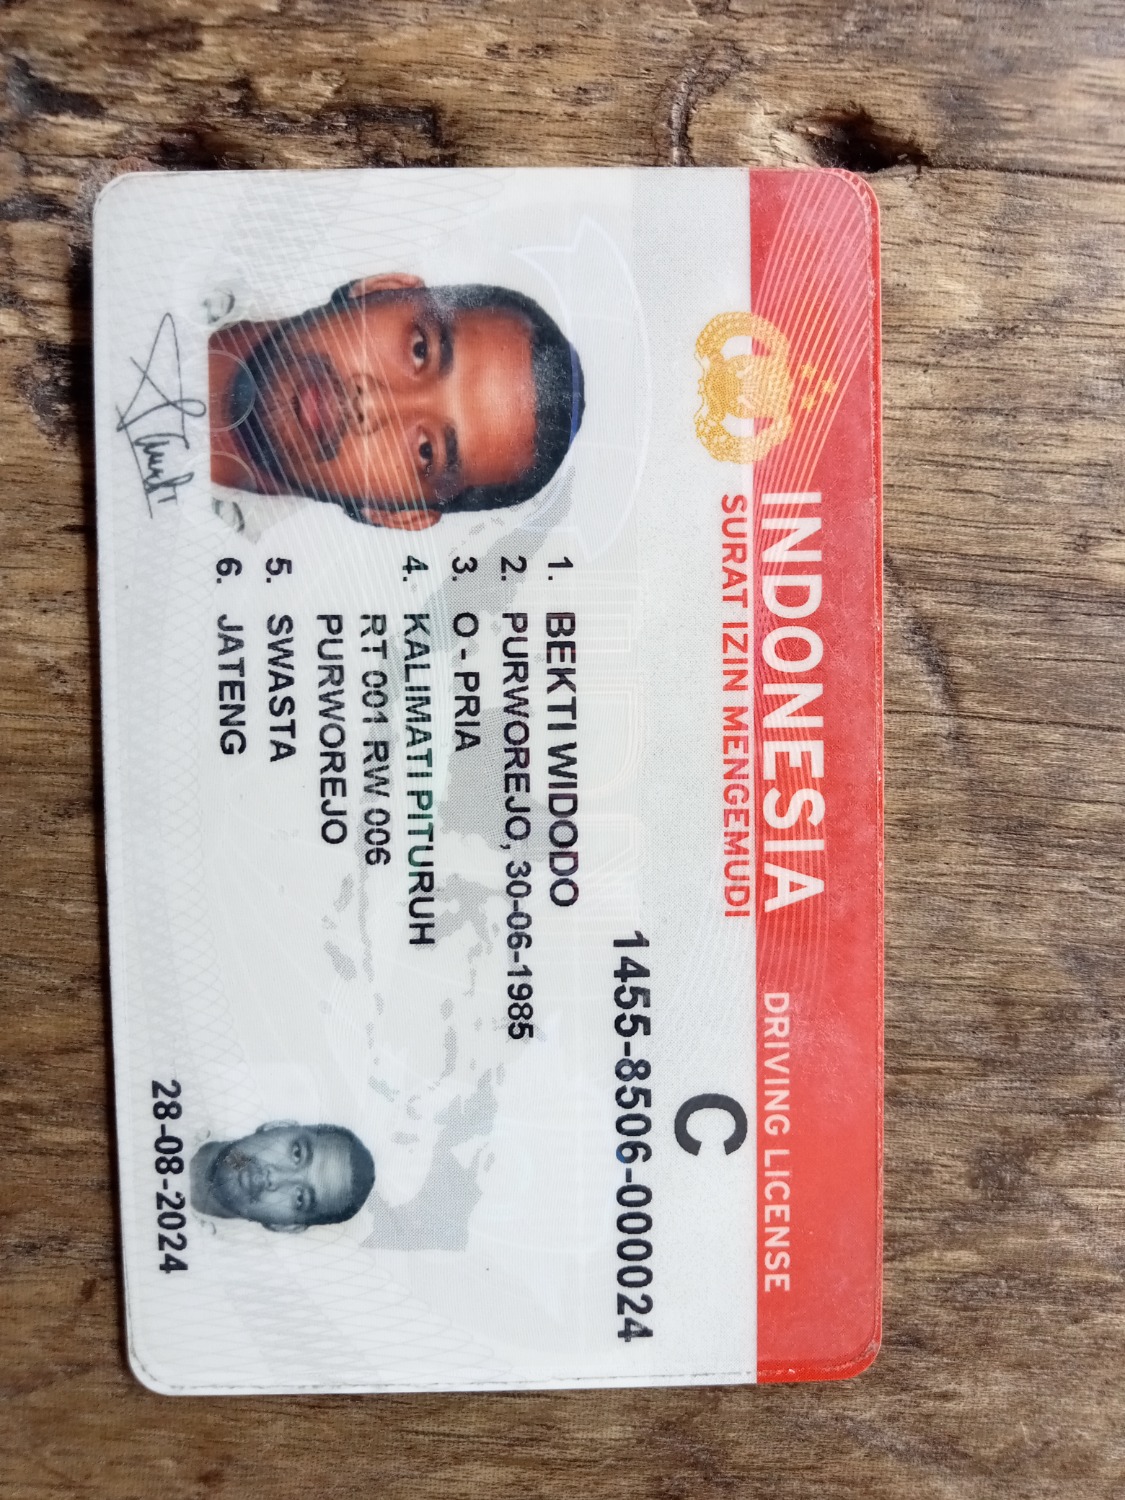 INDONESIA DRIVING LICENSE
SURAT IZIN MENGEMUDI
C
1455-8506-000024
1. BEKTI WIDODO
2. PURWOREJO, 30-06-1985
3. O - PRIA
4. KALIMATI PITURUH
RT 001 RW 006
PURWOREJO
5. SWASTA
6. JATENG
28-08-2024